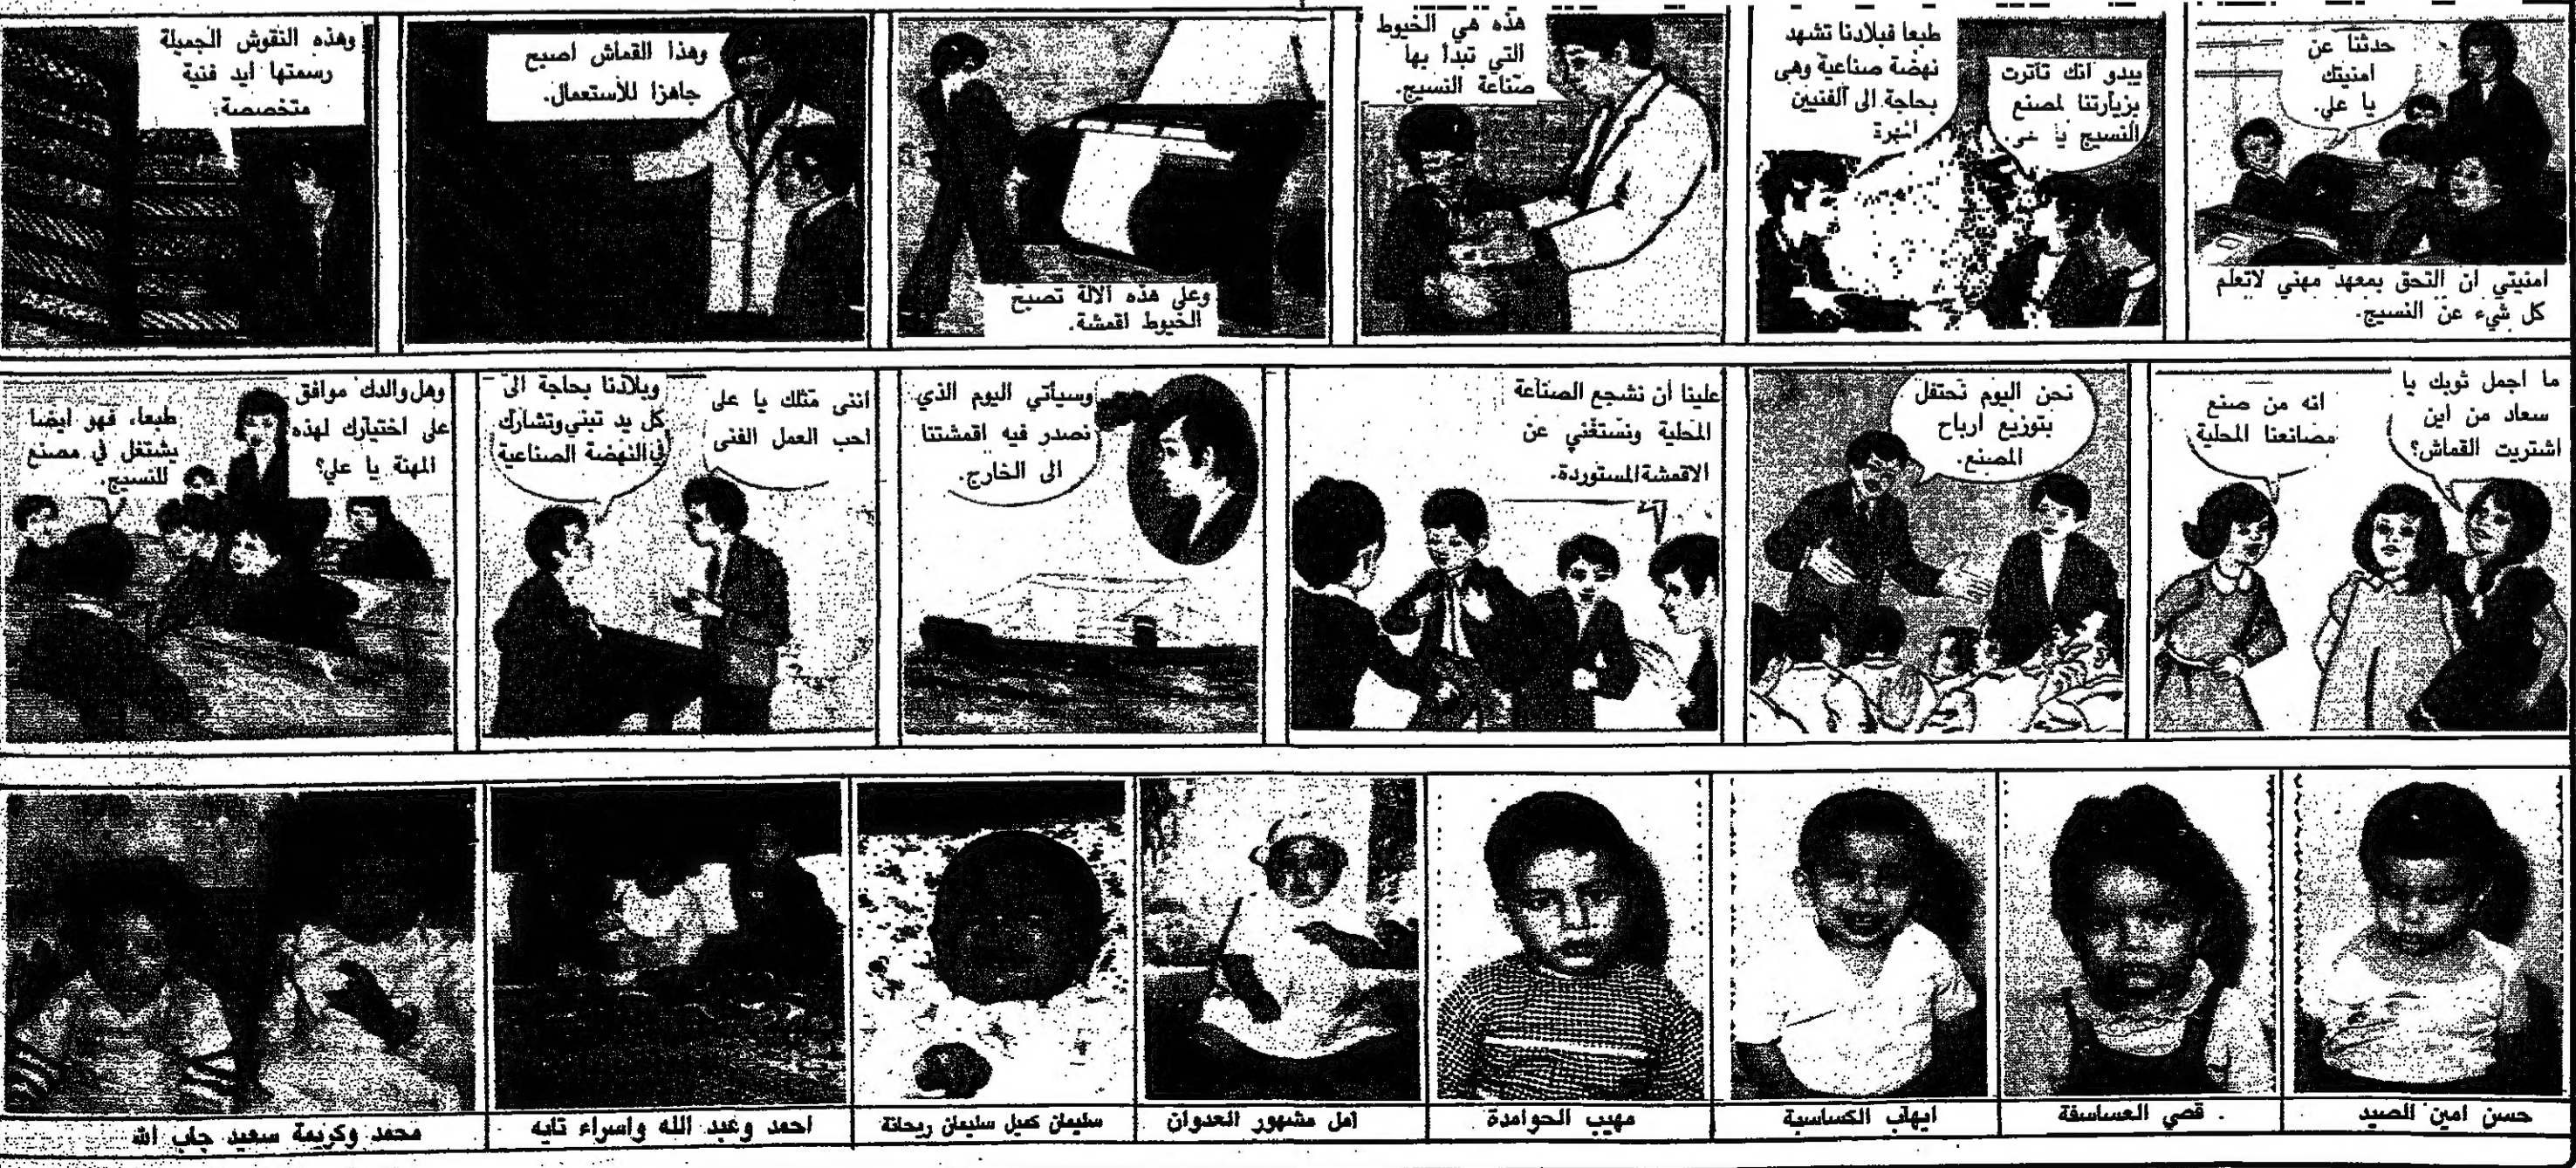 حدثنا عن
امنيتك
يا علي.
امنيتي ان التحق بمعهد مهني لاتعلم
كل شيء عن النسيج.
يبدو انك تاثرت
بزيارتنا لمصنع
النسيج يا
طبعا فبلادنا تشهد
نهضة صناعية وهي
بحاجة الى الفنيين
هذه هي الخيوط
التي تبدأ بها
صناعة النسيج.
وعلى هذه الالة تصبح
الخيوط اقمشة.
وهذا القماش اصبح
جاهزا للأستعمال.
وهذه النقوش الجميلة
رسمتها ايد فنية
متخصصة.
ما اجمل ثوبك يا
سعاد من اين
اشتريت القماش؟
انه من صنع
مصانعنا المحلية
نحن اليوم نحتفل
بتوزيع ارباح
المصنع.
علينا أن نشجع الصناعة
المحلية ونستغني عن
الاقمشة المستوردة.
وسيأتي اليوم الذي
نصدر فيه اقمشتنا
الى الخارج.
انني مثلك يا علي
احب العمل الفني
وبلادنا بحاجة الى
كل يد تبني وتشارك
في النهضة الصناعية
وهل والدك موافق
على اختيارك لهذه
المهنة يا علي؟
طبعا، فهو ايضا
يشتغل في مصنع
للنسيج.
حسن امين الصيد
قصي العساسفة
ايهاب الكساسبة
مهيب الحوامدة
امل مشهور العدوان
سليمان كميل سليمان ريحانة
احمد وعبد الله واسراء تايه
محمد وكريمة سعيد جاب الله